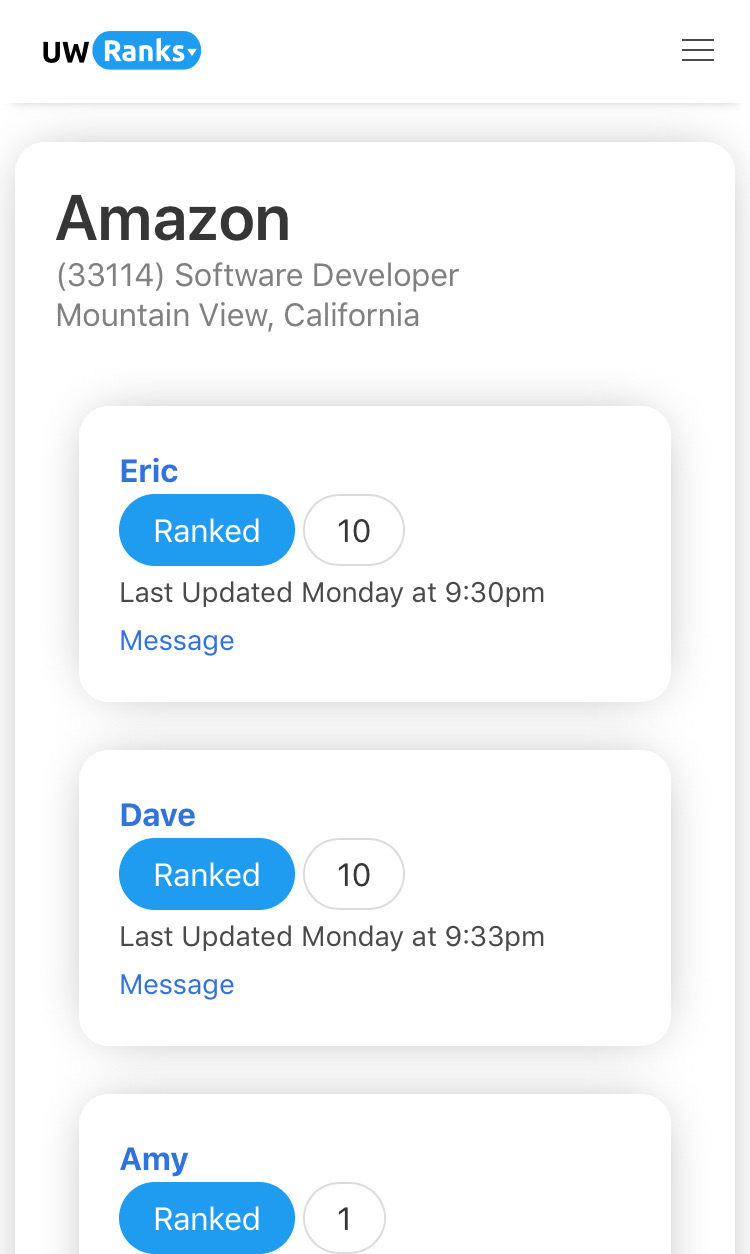 UW Ranks
Amazon
(33114) Software Developer
Mountain View, California
Eric
Ranked 10
Last Updated Monday at 9:30pm
Message
Dave
Ranked 10
Last Updated Monday at 9:33pm
Message
Amy
Ranked 1